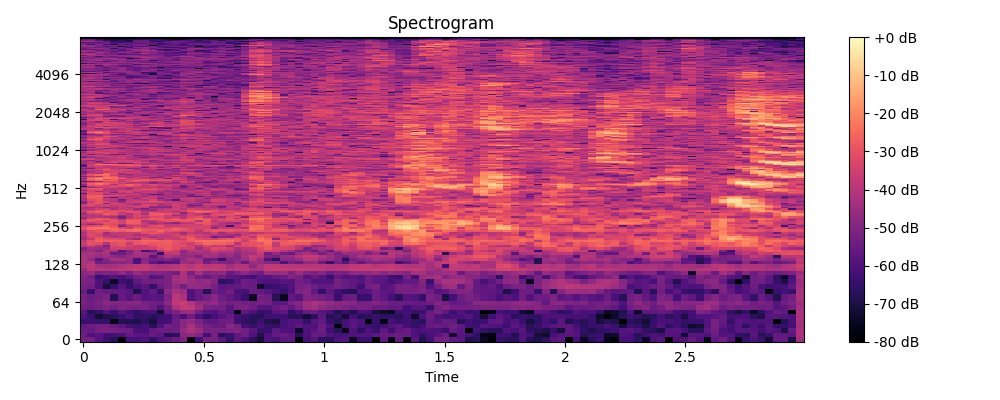 Spectrogram
Hz
4096
2048
1024
512
256
128
64
0
0
0.5
1
1.5
2
2.5
Time
+0 dB
-10 dB
-20 dB
-30 dB
-40 dB
-50 dB
-60 dB
-70 dB
-80 dB